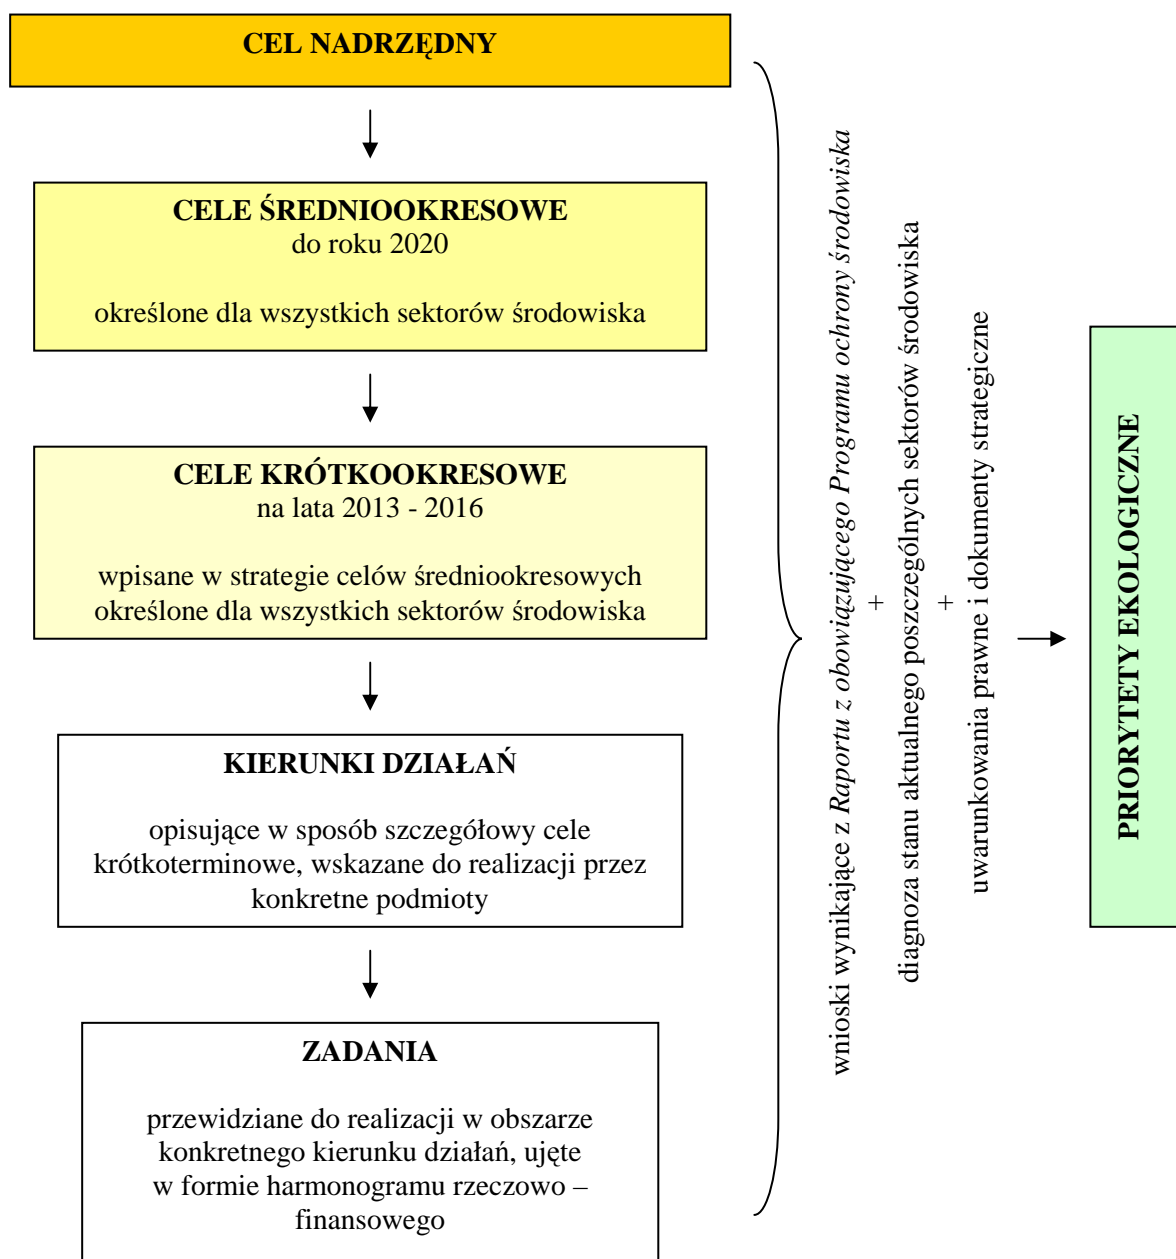 CEL NADRZĘDNY
CELE ŚREDNIOOKRESOWE
do roku 2020
określone dla wszystkich sektorów środowiska
CELE KRÓTKOOKRESOWE
na lata 2013 - 2016
wpisane w strategie celów średniookresowych
określone dla wszystkich sektorów środowiska
KIERUNKI DZIAŁAŃ
opisujące w sposób szczegółowy cele
krótkoterminowe, wskazane do realizacji przez
konkretne podmioty
ZADANIA
przewidziane do realizacji w obszarze
konkretnego kierunku działań, ujęte
w formie harmonogramu rzeczowo –
finansowego
wnioski wynikające z Raportu z obowiązującego Programu ochrony środowiska
+
diagnoza stanu aktualnego poszczególnych sektorów środowiska
+
uwarunkowania prawne i dokumenty strategiczne
PRIORYTETY EKOLOGICZNE